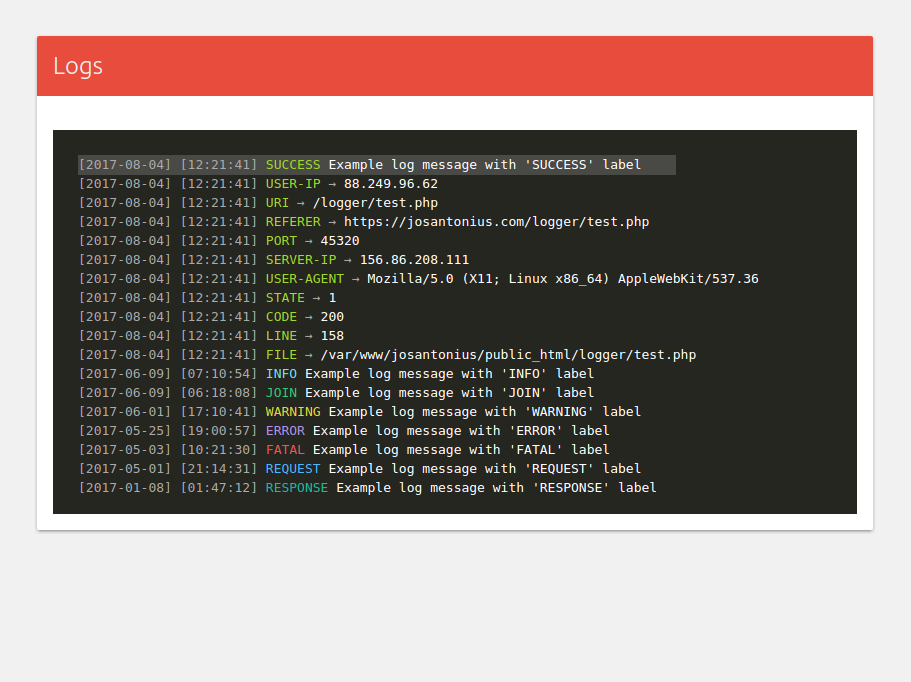 Logs
[2017-08-04] [12:21:41] SUCCESS Example log message with 'SUCCESS' label
[2017-08-04] [12:21:41] USER-IP → 88.249.96.62
[2017-08-04] [12:21:41] URI → /logger/test.php
[2017-08-04] [12:21:41] REFERER → https://josantonius.com/logger/test.php
[2017-08-04] [12:21:41] PORT → 45320
[2017-08-04] [12:21:41] SERVER-IP → 156.86.208.111
[2017-08-04] [12:21:41] USER-AGENT → Mozilla/5.0 (X11; Linux x86_64) AppleWebKit/537.36
[2017-08-04] [12:21:41] STATE → 1
[2017-08-04] [12:21:41] CODE → 200
[2017-08-04] [12:21:41] LINE → 158
[2017-08-04] [12:21:41] FILE → /var/www/josantonius/public_html/logger/test.php
[2017-06-09] [07:10:54] INFO Example log message with 'INFO' label
[2017-06-09] [06:18:08] JOIN Example log message with 'JOIN' label
[2017-06-01] [17:10:41] WARNING Example log message with 'WARNING' label
[2017-05-25] [19:00:57] ERROR Example log message with 'ERROR' label
[2017-05-03] [10:21:30] FATAL Example log message with 'FATAL' label
[2017-05-01] [21:14:31] REQUEST Example log message with 'REQUEST' label
[2017-01-08] [01:47:12] RESPONSE Example log message with 'RESPONSE' label